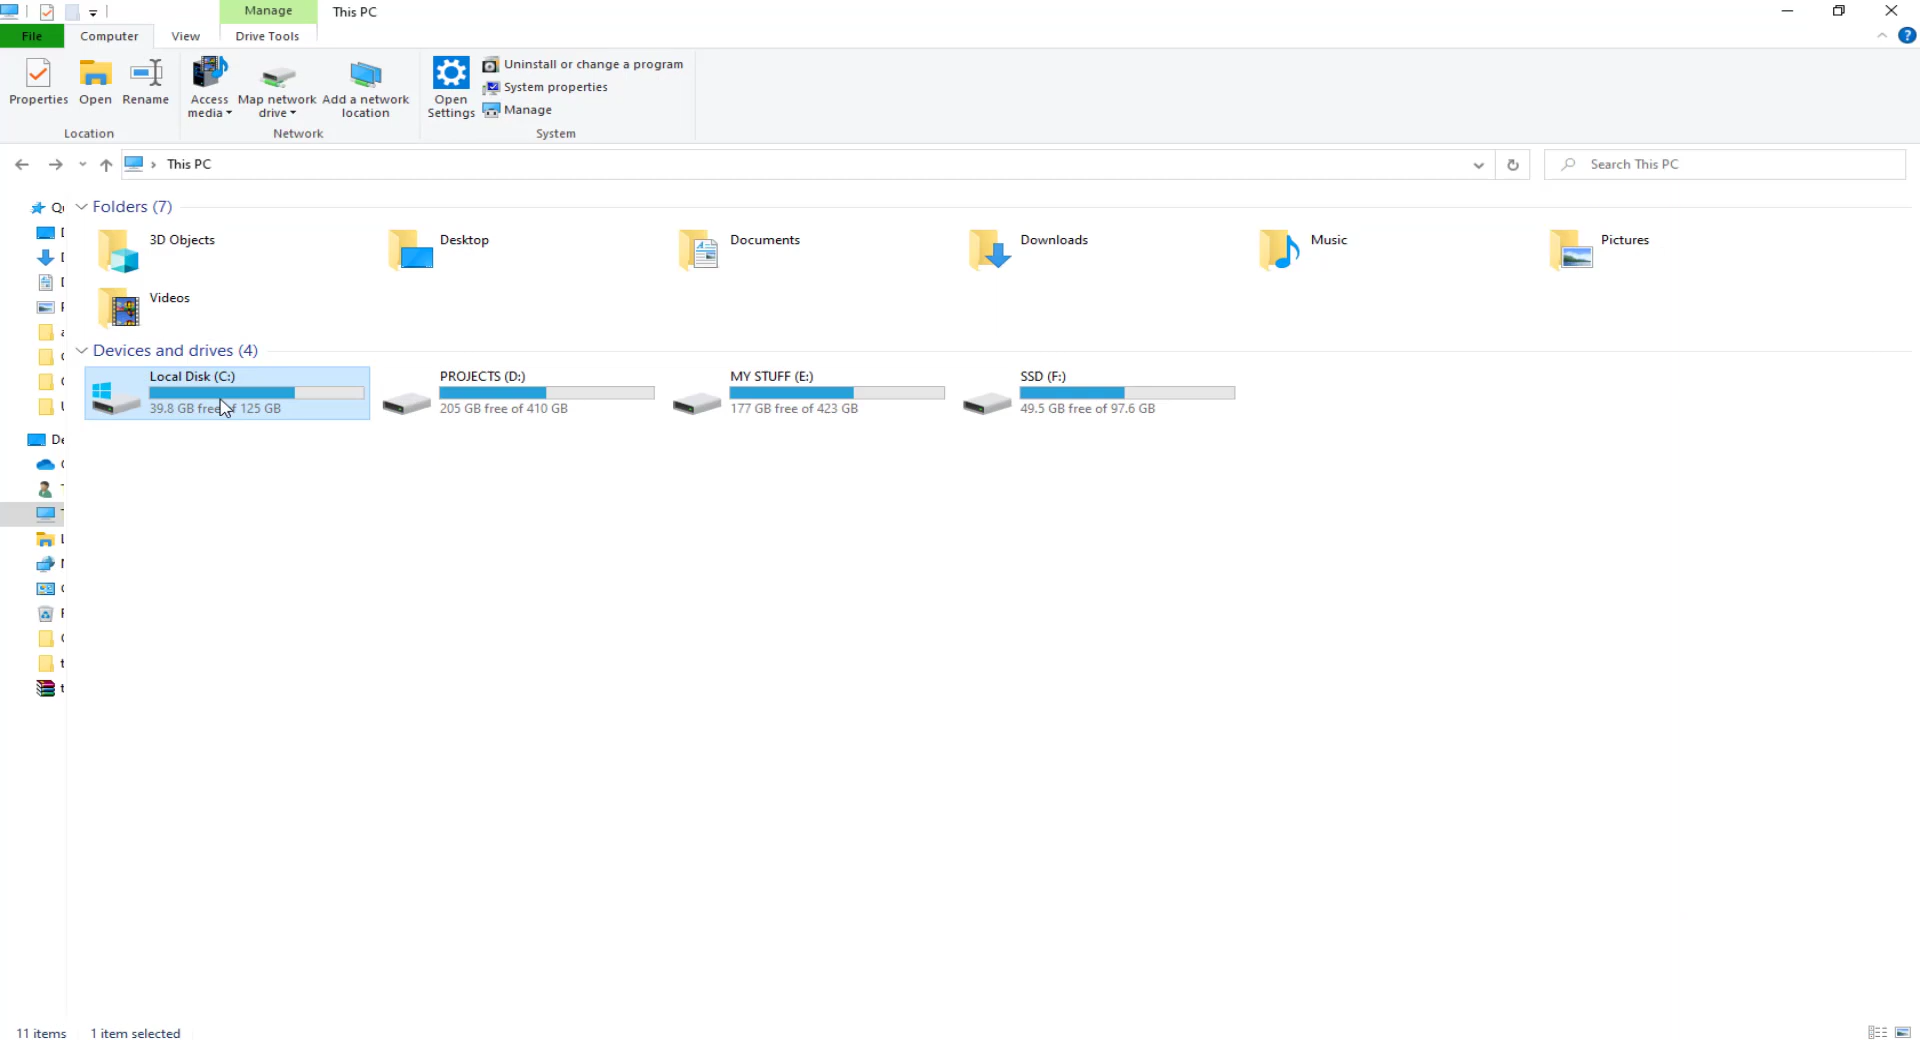 Manage
This PC
File
Computer
View
Drive Tools
Properties
Open
Rename
Access media
Map network drive
Add a network location
Open Settings
Uninstall or change a program
System properties
Manage
Location
Network
System
This PC
Search This PC
Folders (7)
3D Objects
Desktop
Documents
Downloads
Music
Pictures
Videos
Devices and drives (4)
Local Disk (C:)
39.8 GB free of 125 GB
PROJECTS (D:)
205 GB free of 410 GB
MY STUFF (E:)
177 GB free of 423 GB
SSD (F:)
49.5 GB free of 97.6 GB
11 items
1 item selected